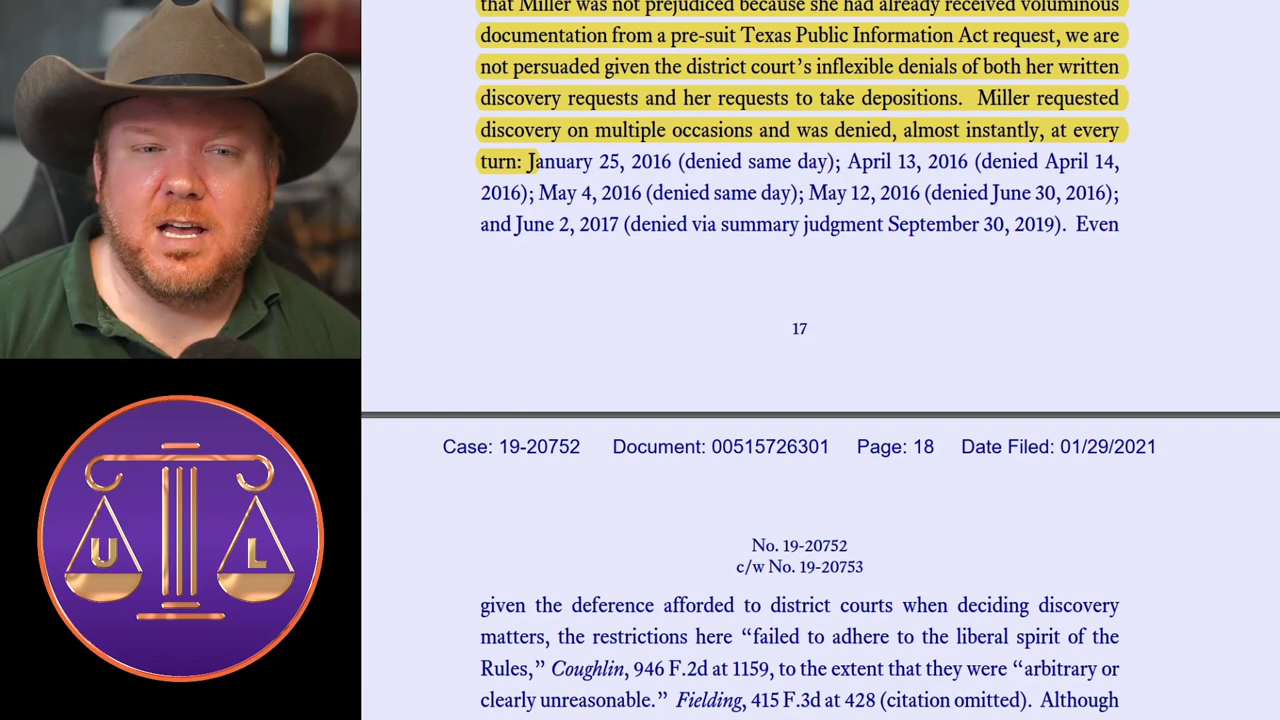 that Miller was not prejudiced because she had already received voluminous
documentation from a pre-suit Texas Public Information Act request, we are
not persuaded given the district court’s inflexible denials of both her written
discovery requests and her requests to take depositions. Miller requested
discovery on multiple occasions and was denied, almost instantly, at every
turn: January 25, 2016 (denied same day); April 13, 2016 (denied April 14,
2016); May 4, 2016 (denied same day); May 12, 2016 (denied June 30, 2016);
and June 2, 2017 (denied via summary judgment September 30, 2019). Even
17
Case: 19-20752 Document: 00515726301 Page: 18 Date Filed: 01/29/2021
No. 19-20752
c/w No. 19-20753
given the deference afforded to district courts when deciding discovery
matters, the restrictions here “failed to adhere to the liberal spirit of the
Rules,” Coughlin, 946 F.2d at 1159, to the extent that they were “arbitrary or
clearly unreasonable.” Fielding, 415 F.3d at 428 (citation omitted). Although
U L